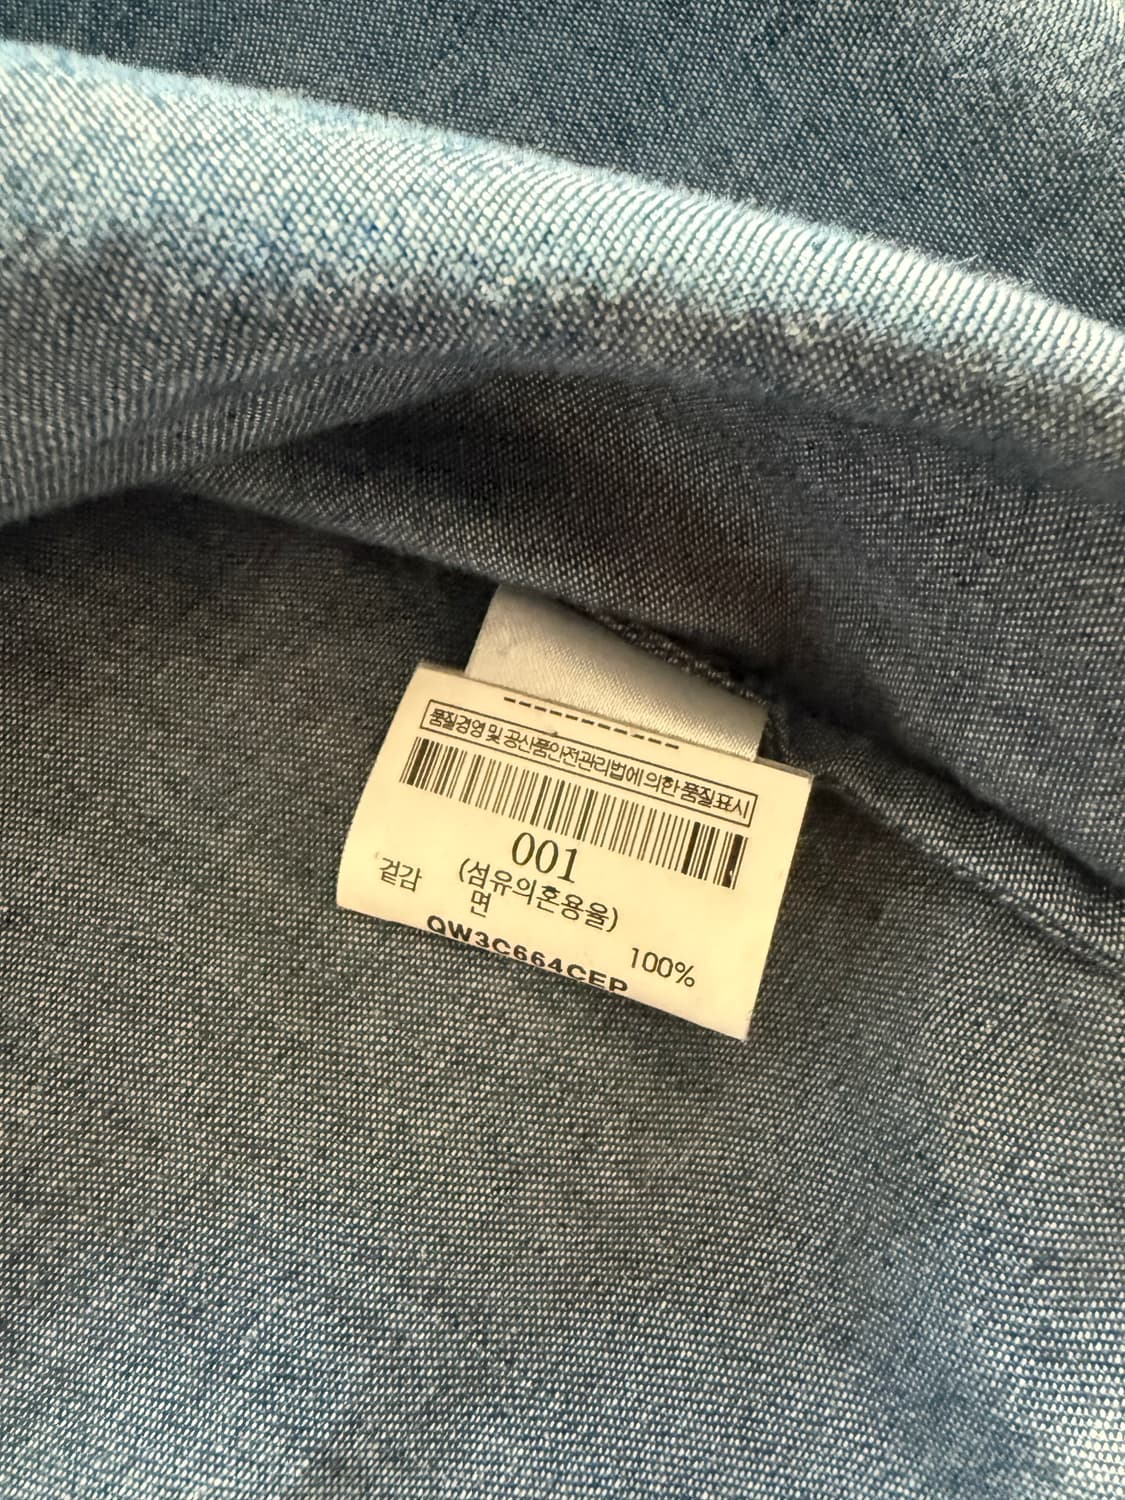 품질경영 및 공산품안전관리법에 의한 품질표시
001
(섬유의혼용율)
겉감 면 100%
QW3C664CEP